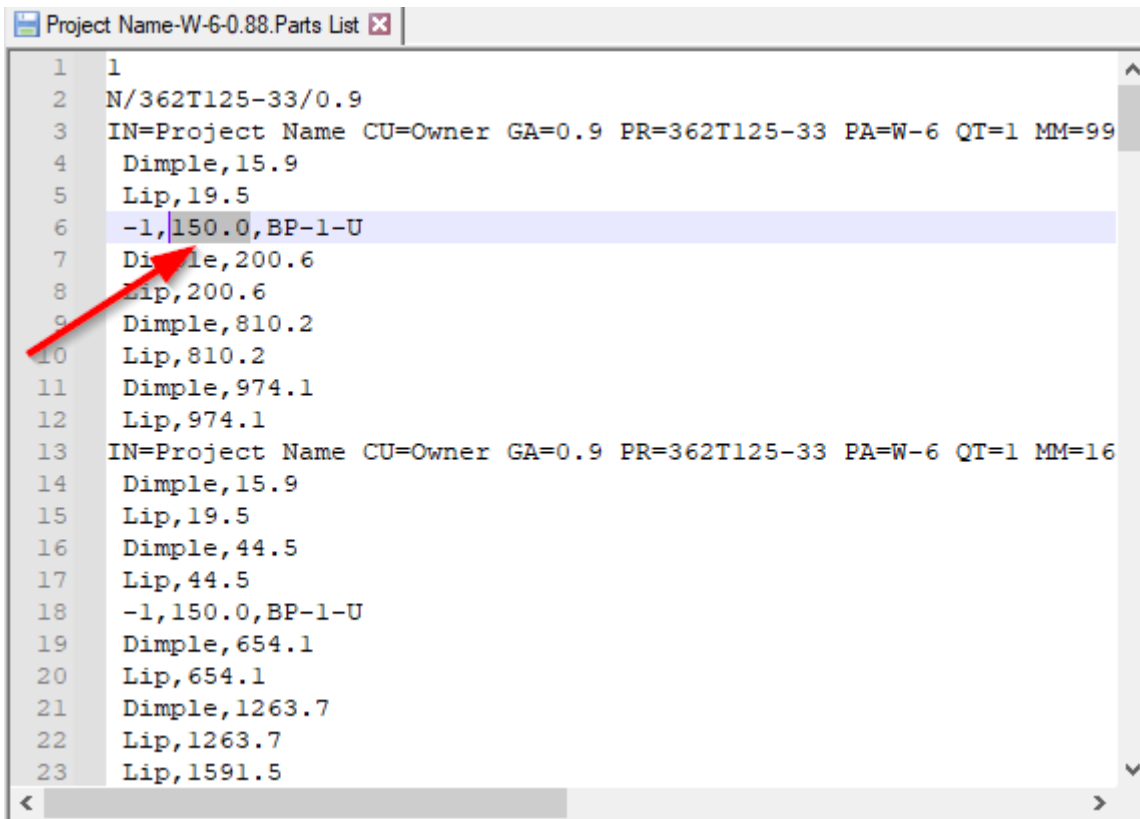 Project Name-W-6-0.88.Parts List
1 1
2 N/362T125-33/0.9
3 IN=Project Name CU=Owner GA=0.9 PR=362T125-33 PA=W-6 QT=1 MM=99
4 Dimple,15.9
5 Lip,19.5
6 -1,150.0,BP-1-U
7 Dimple,200.6
8 Lip,200.6
9 Dimple,810.2
10 Lip,810.2
11 Dimple,974.1
12 Lip,974.1
13 IN=Project Name CU=Owner GA=0.9 PR=362T125-33 PA=W-6 QT=1 MM=16
14 Dimple,15.9
15 Lip,19.5
16 Dimple,44.5
17 Lip,44.5
18 -1,150.0,BP-1-U
19 Dimple,654.1
20 Lip,654.1
21 Dimple,1263.7
22 Lip,1263.7
23 Lip,1591.5